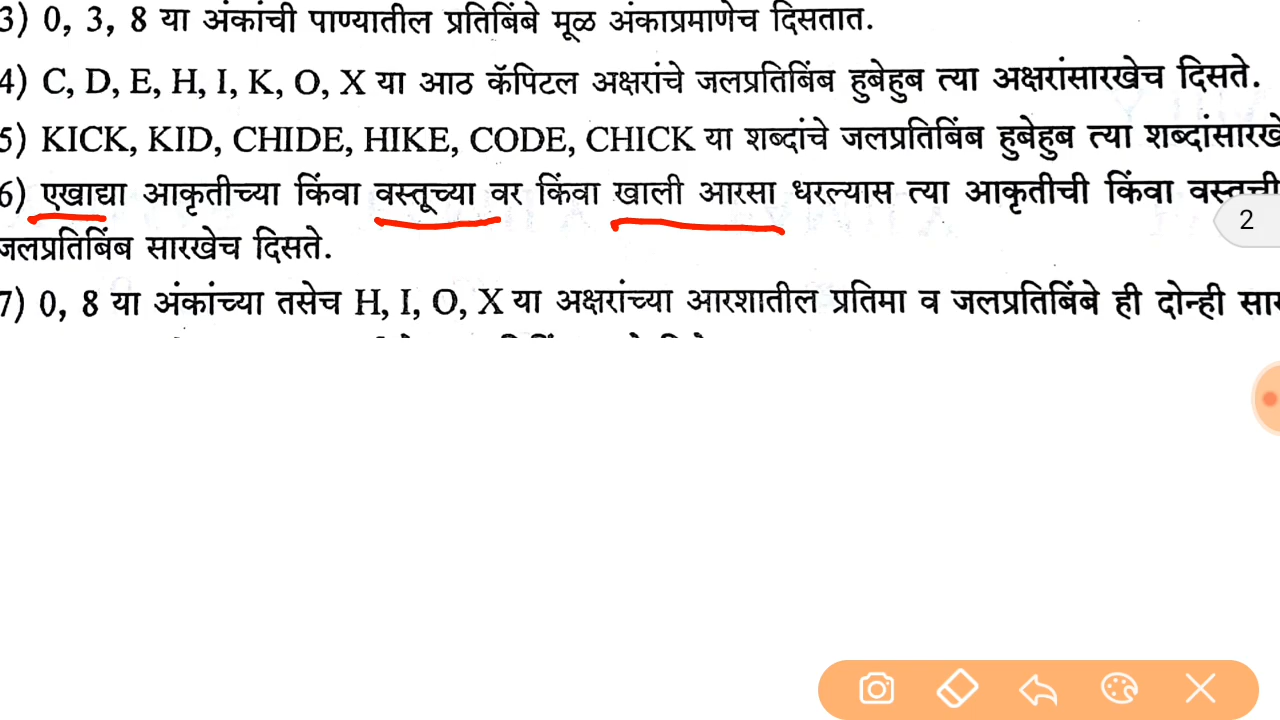 3) 0, 3, 8 या अंकांची पाण्यातील प्रतिबिंबे मूळ अंकाप्रमाणेच दिसतात.
4) C, D, E, H, I, K, O, X या आठ कॅपिटल अक्षरांचे जलप्रतिबिंब हुबेहुब त्या अक्षरांसारखेच दिसते.
5) KICK, KID, CHIDE, HIKE, CODE, CHICK या शब्दांचे जलप्रतिबिंब हुबेहुब त्या शब्दांसारखे
6) एखाद्या आकृतीच्या किंवा वस्तूच्या वर किंवा खाली आरसा धरल्यास त्या आकृतीची किंवा वस्तूची
2
जलप्रतिबिंब सारखेच दिसते.
7) 0, 8 या अंकांच्या तसेच H, I, O, X या अक्षरांच्या आरशातील प्रतिमा व जलप्रतिबिंबे ही दोन्ही